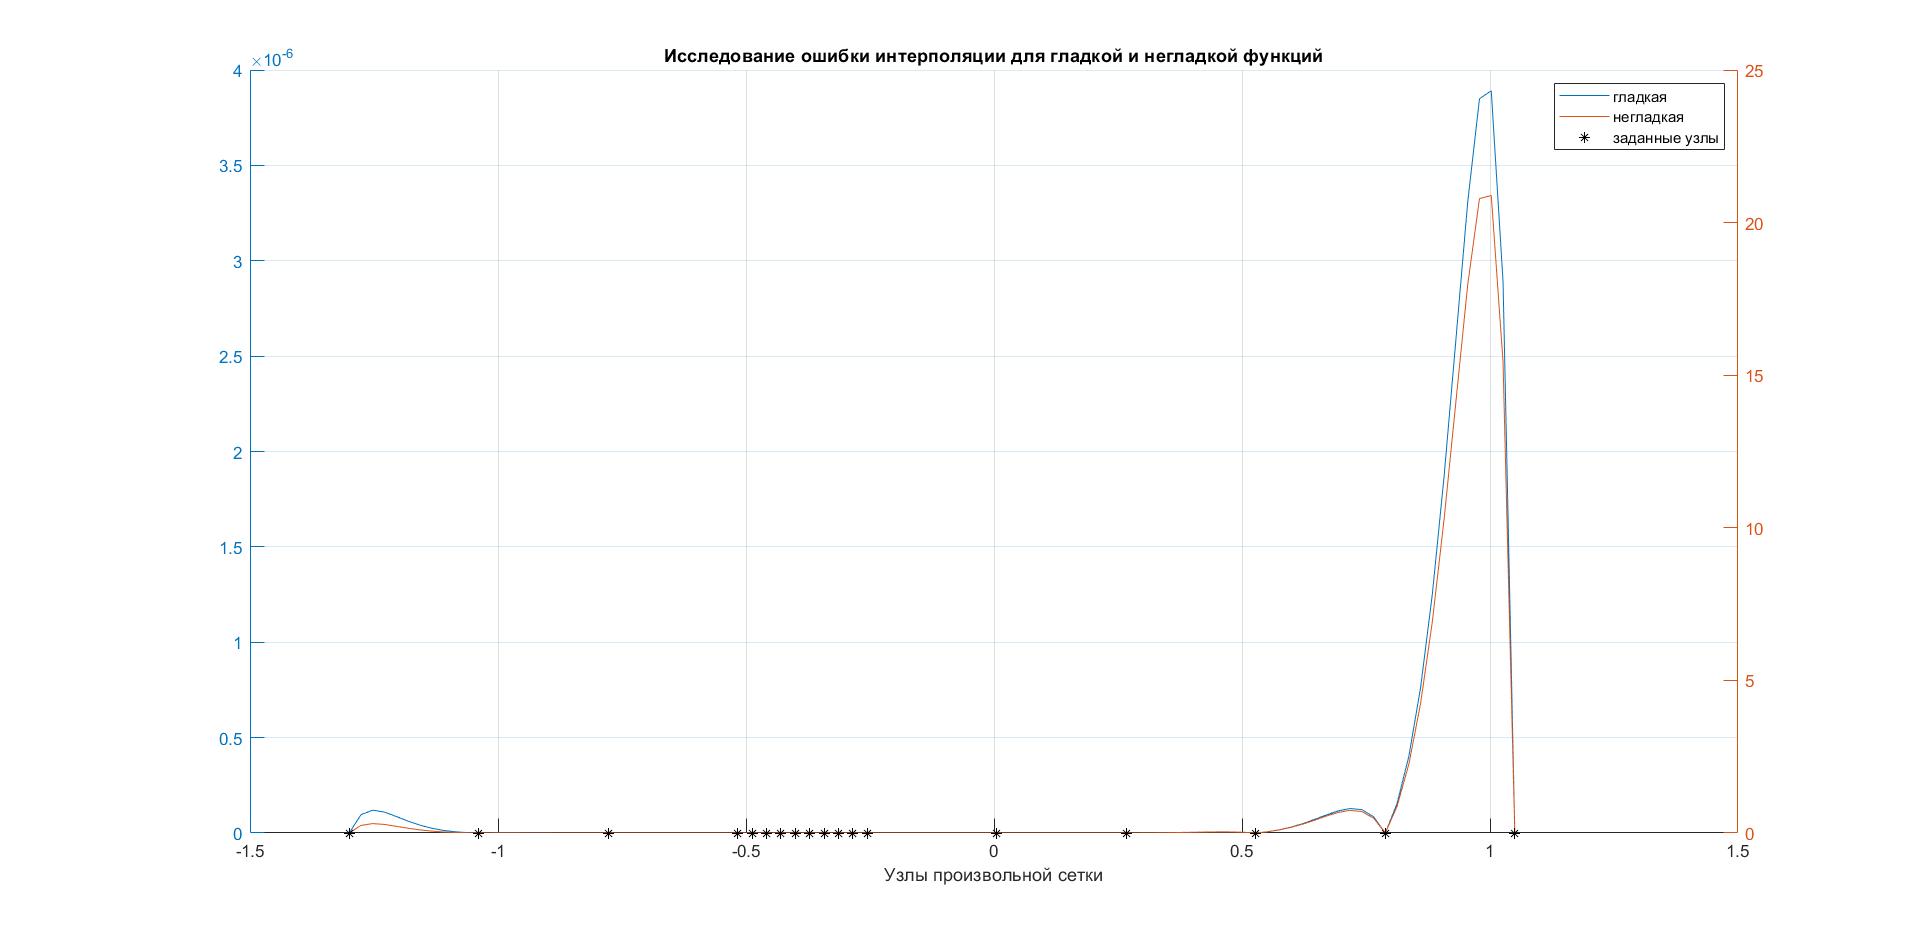 Исследование ошибки интерполяции для гладкой и негладкой функций
×10-6
4
3.5
3
2.5
2
1.5
1
0.5
0
25
20
15
10
5
0
гладкая
негладкая
заданные узлы
-1.5 -1 -0.5 0 0.5 1 1.5
Узлы произвольной сетки